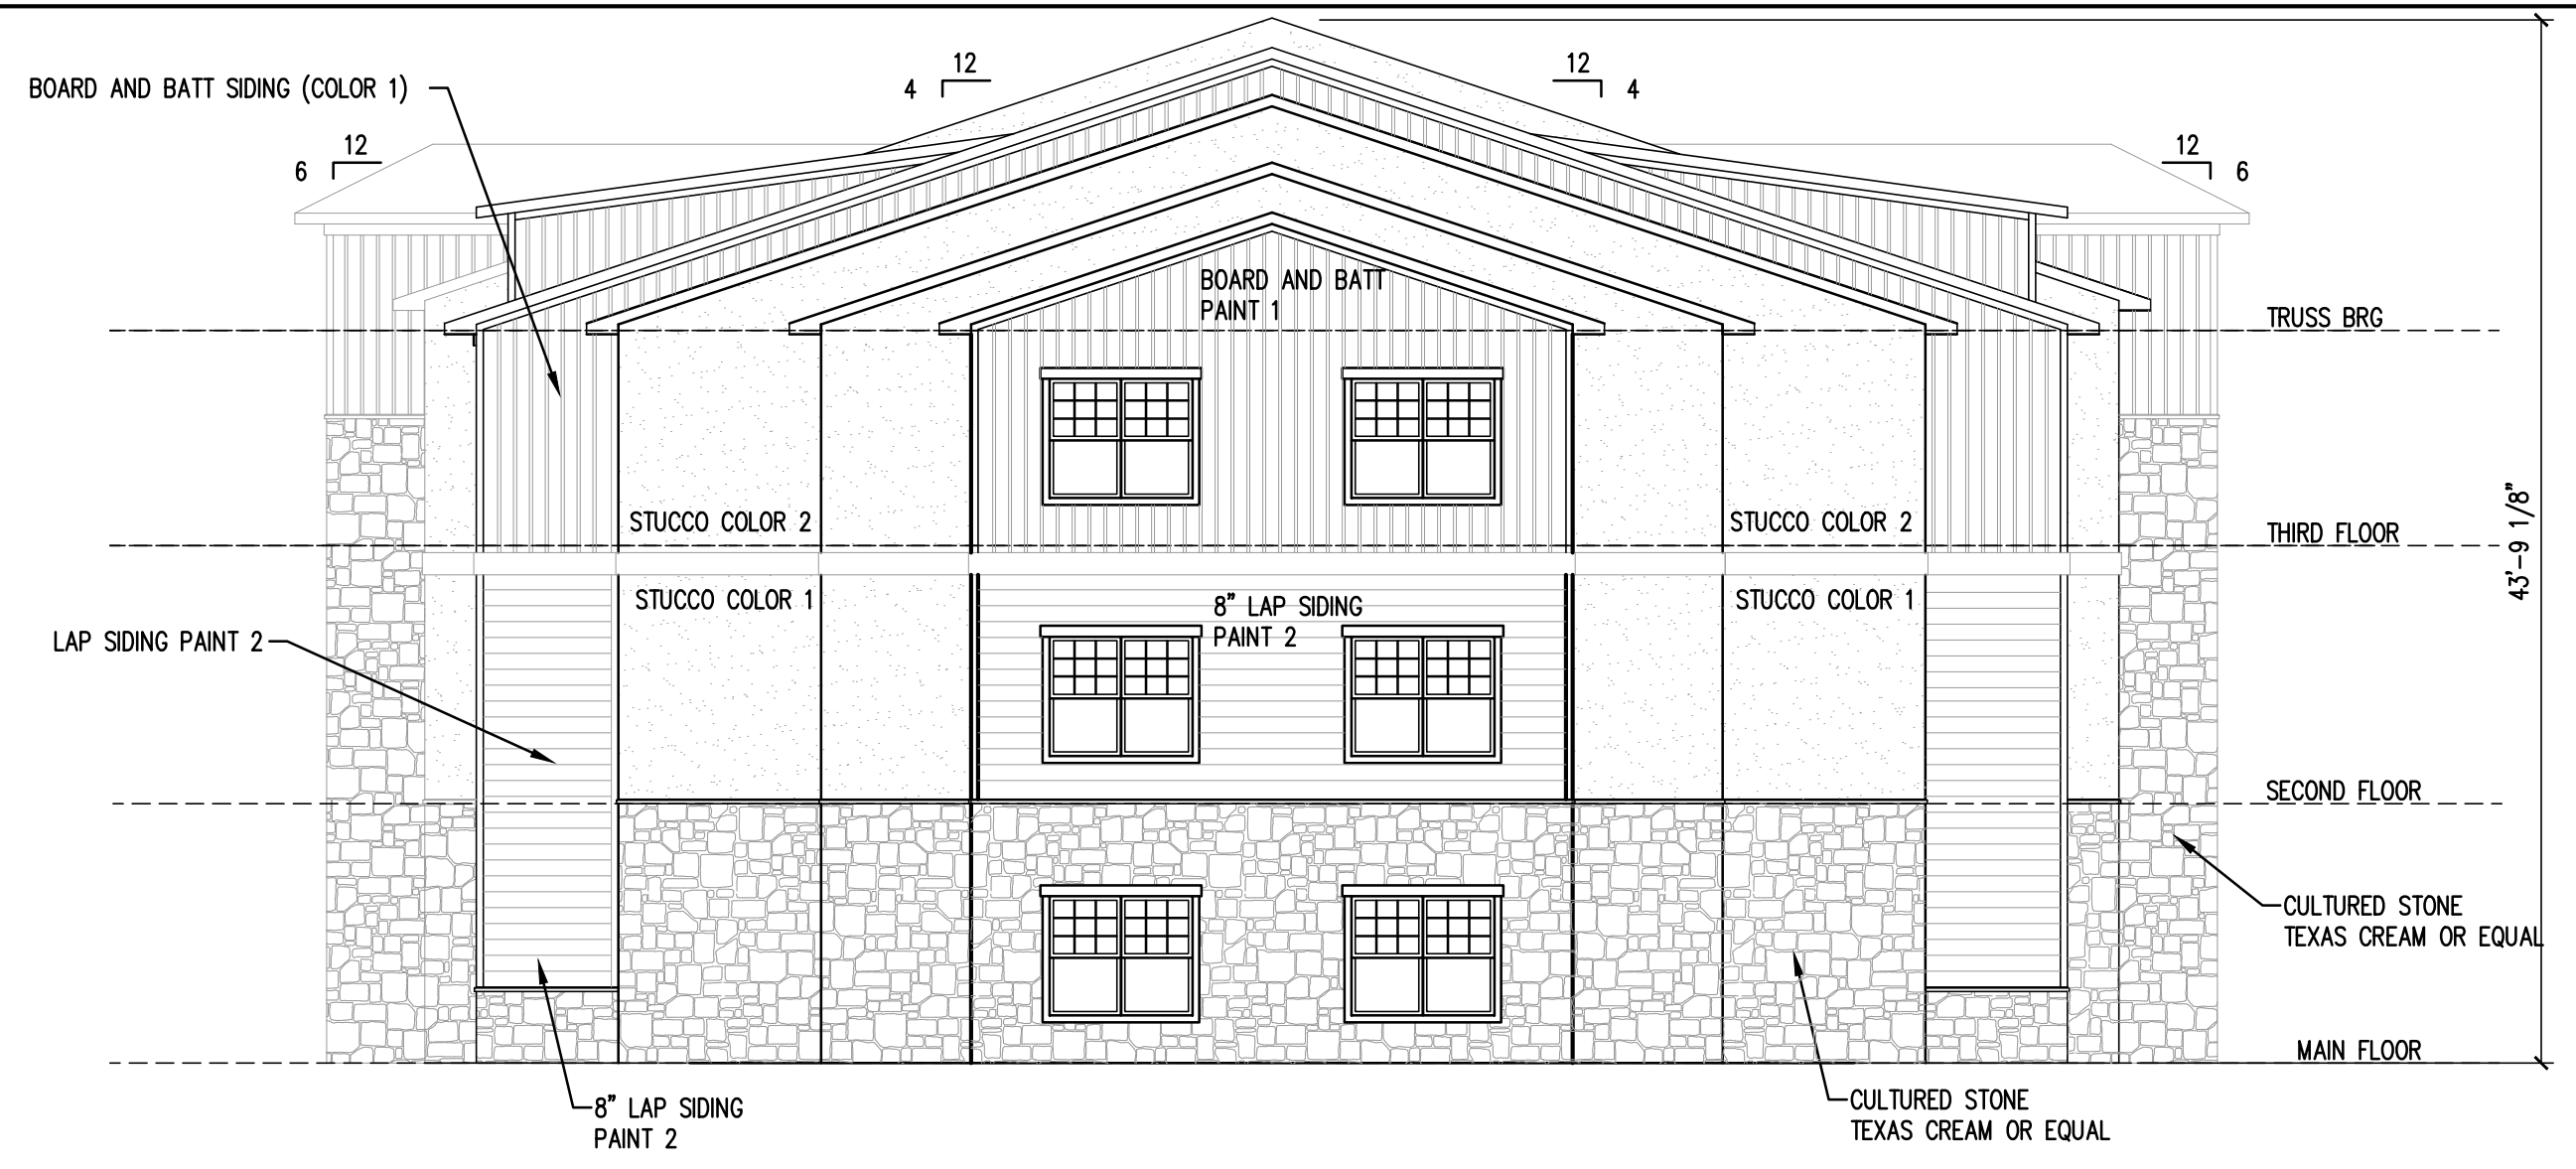 BOARD AND BATT SIDING (COLOR 1)
12
4
12
4
12
6
12
6
BOARD AND BATT
PAINT 1
TRUSS BRG
STUCCO COLOR 2
STUCCO COLOR 2
THIRD FLOOR
43'-9 1/8"
STUCCO COLOR 1
8" LAP SIDING
PAINT 2
STUCCO COLOR 1
LAP SIDING PAINT 2
SECOND FLOOR
CULTURED STONE
TEXAS CREAM OR EQUAL
MAIN FLOOR
8" LAP SIDING
PAINT 2
CULTURED STONE
TEXAS CREAM OR EQUAL